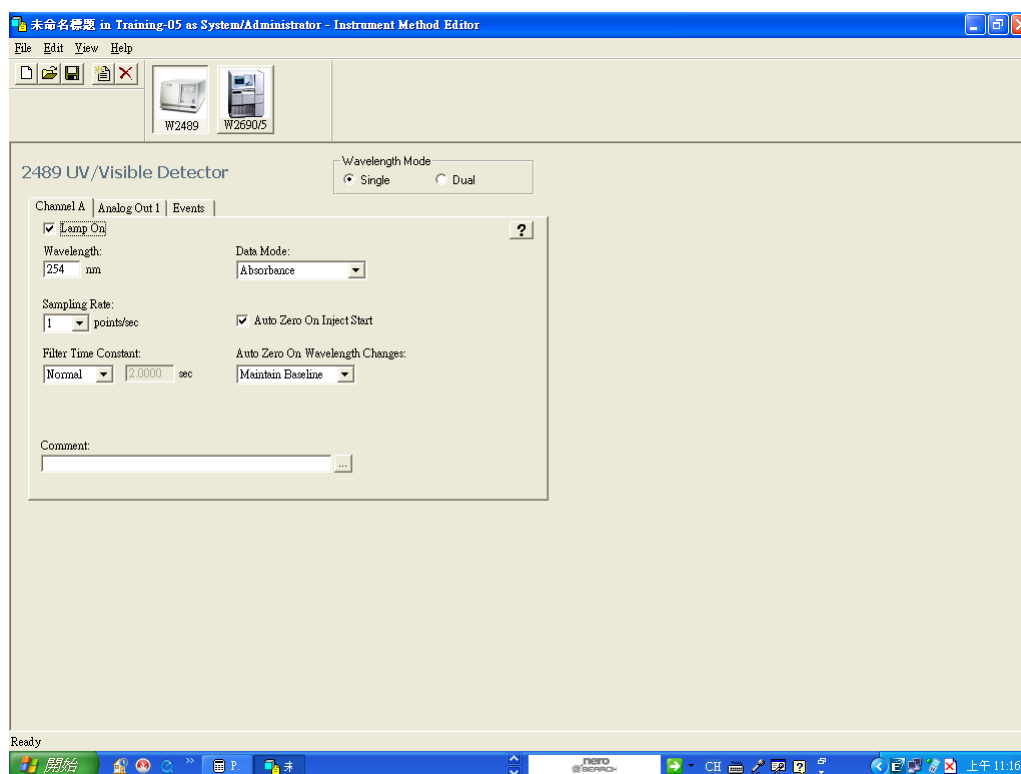 未命名標題 in Training-05 as System/Administrator - Instrument Method Editor
File Edit View Help
W2489 W2690/5
2489 UV/Visible Detector
Wavelength Mode
Single Dual
Channel A Analog Out 1 Events
Lamp On ?
Wavelength: Data Mode:
254 nm Absorbance
Sampling Rate:
1 points/sec Auto Zero On Inject Start
Filter Time Constant: Auto Zero On Wavelength Changes:
Normal 2.0000 sec Maintain Baseline
Comment:
...
Ready
開始 P. 未 nero SEARCH CH 上午 11:16